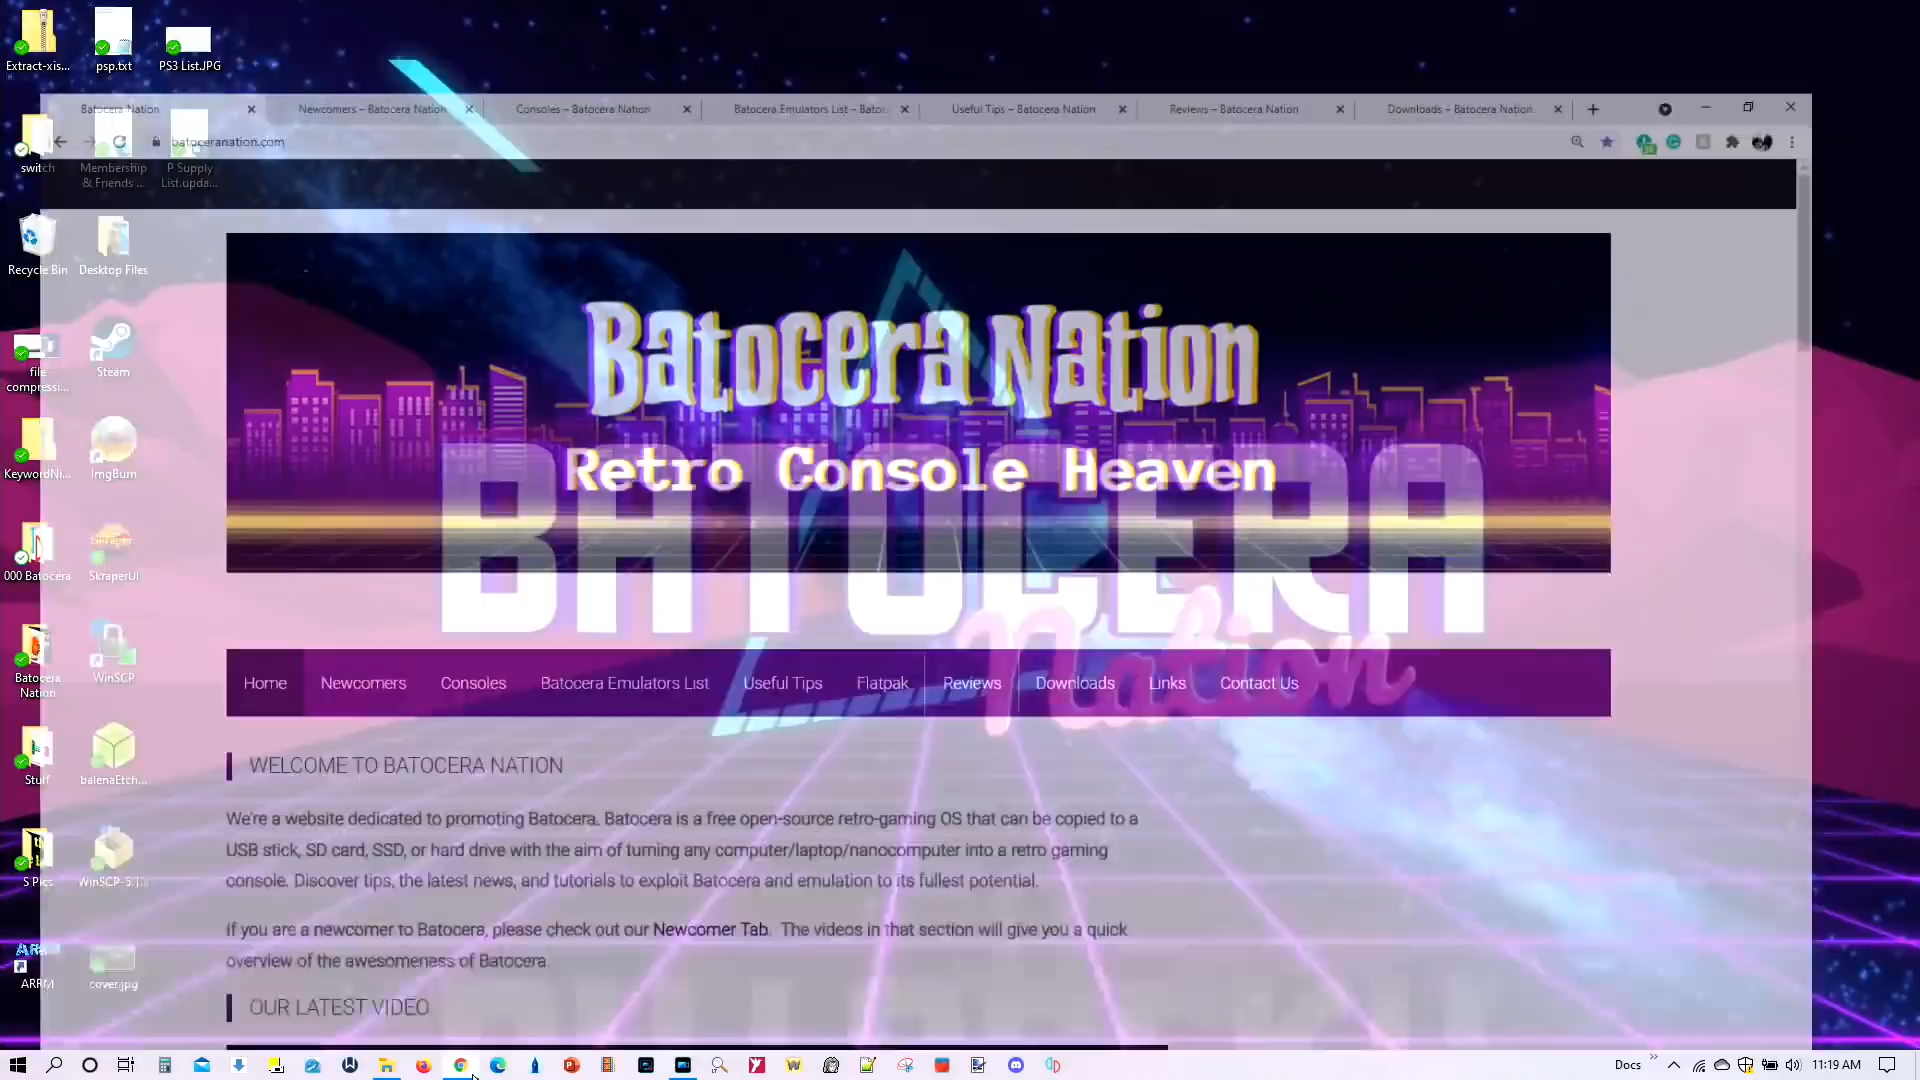 Extract-xis...
psp.txt
PS3 List.JPG
Batocera Nation
Newcomers – Batocera Nation
Consoles – Batocera Nation
Batocera Emulators List – Bato
Useful Tips – Batocera Nation
Reviews – Batocera Nation
Downloads – Batocera Nation
batoceranation.com
switch
Membership
& Friends ...
P Supply
List.upda...
Recycle Bin
Desktop Files
Batocera Nation
Retro Console Heaven
BATOCERA
Nation
file
compressi...
Steam
KeywordNi...
ImgBurn
000 Batocera
SkraperUI
Batocera
Nation
WinSCP
Home
Newcomers
Consoles
Batocera Emulators List
Useful Tips
Flatpak
Reviews
Downloads
Links
Contact Us
Stuff
balenaEtch...
WELCOME TO BATOCERA NATION
We're a website dedicated to promoting Batocera. Batocera is a free open-source retro-gaming OS that can be copied to a
USB stick, SD card, SSD, or hard drive with the aim of turning any computer/laptop/nanocomputer into a retro gaming
console. Discover tips, the latest news, and tutorials to exploit Batocera and emulation to its fullest potential.
S Pics
WinSCP-5.1...
If you are a newcomer to Batocera, please check out our Newcomer Tab. The videos in that section will give you a quick
overview of the awesomeness of Batocera.
ARRM
cover.jpg
OUR LATEST VIDEO
Docs
11:19 AM